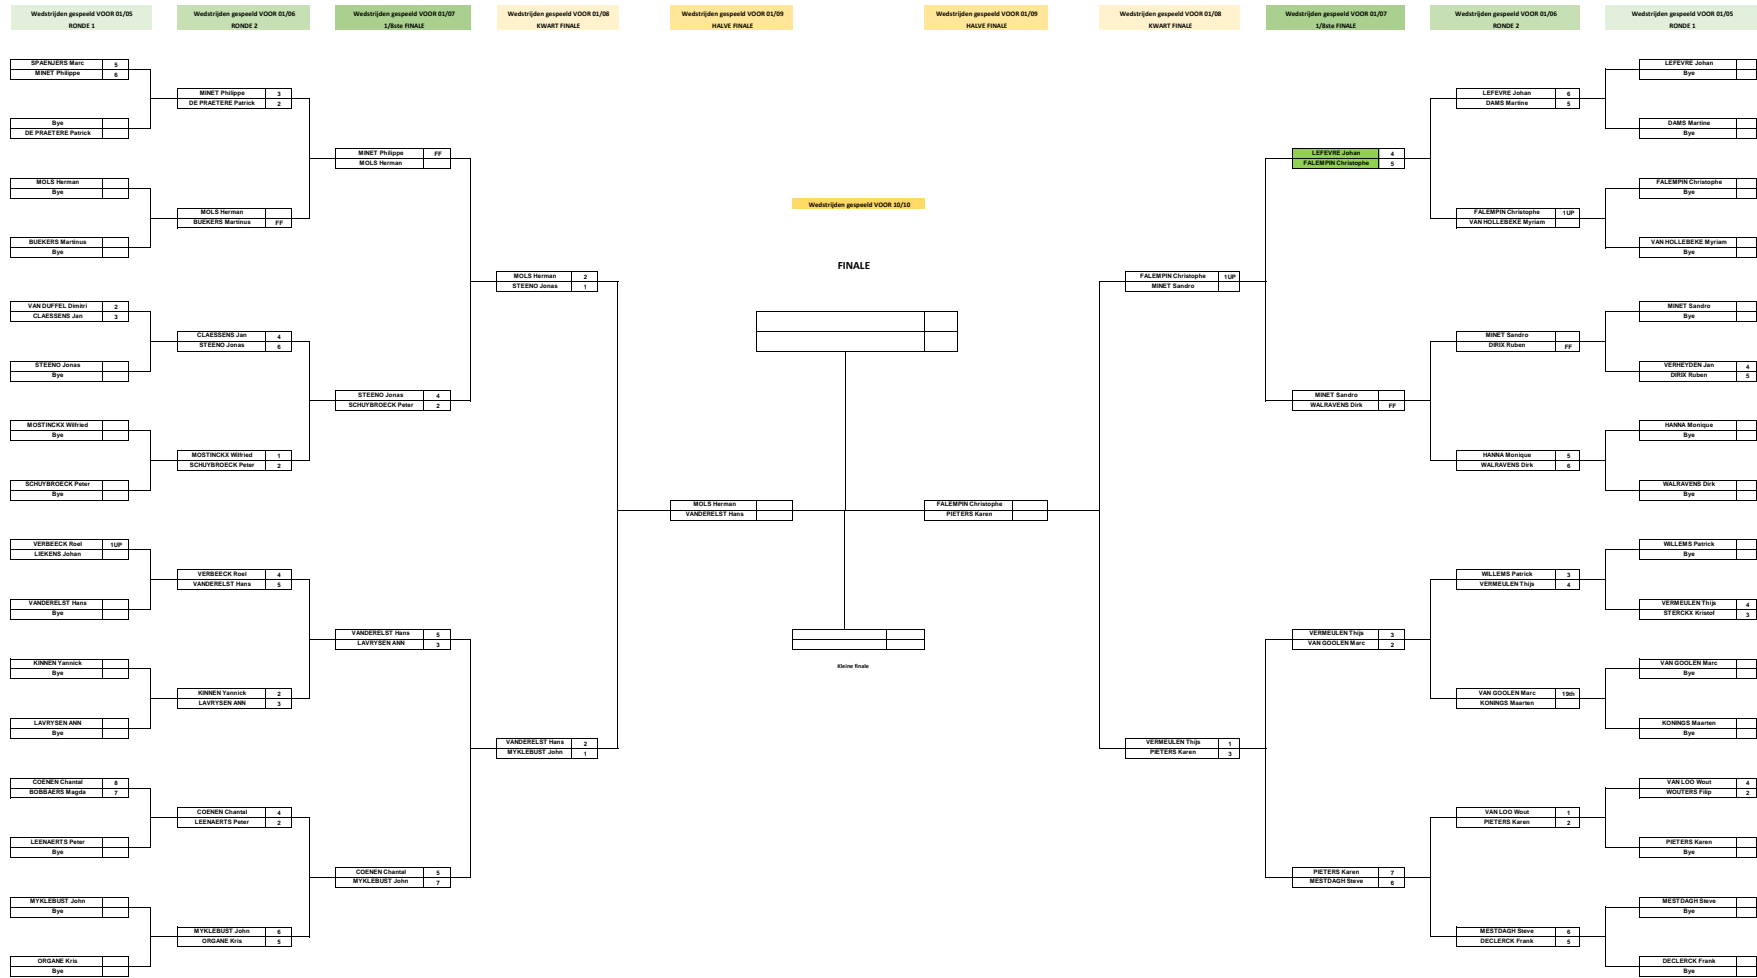 Wedstrijden gespeeld VOOR 01/05
RONDE 1
Wedstrijden gespeeld VOOR 01/06
RONDE 2
Wedstrijden gespeeld VOOR 01/07
1/8ste FINALE
Wedstrijden gespeeld VOOR 01/08
KWART FINALE
Wedstrijden gespeeld VOOR 01/09
HALVE FINALE
Wedstrijden gespeeld VOOR 01/09
HALVE FINALE
Wedstrijden gespeeld VOOR 01/08
KWART FINALE
Wedstrijden gespeeld VOOR 01/07
1/8ste FINALE
Wedstrijden gespeeld VOOR 01/06
RONDE 2
Wedstrijden gespeeld VOOR 01/05
RONDE 1
SPAENJERS Marc 5
MINET Philippe 6
Bye
DE PRAETERE Patrick
MOLS Herman
Bye
BUEKERS Martinus
Bye
VAN DUFFEL Dimitri 2
CLAESSENS Jan 3
STEENO Jonas
Bye
MOSTINCKX Wilfried
Bye
SCHUYBROECK Peter
Bye
VERBEECK Roel 1UP
LIEKENS Johan
VANDERELST Hans
Bye
KINNEN Yannick
Bye
LAVRYSEN ANN
Bye
COENEN Chantal 8
BOBBAERS Magda 7
LEENAERTS Peter
Bye
MYKLEBUST John
Bye
ORGANE Kris
Bye
MINET Philippe 3
DE PRAETERE Patrick 2
MOLS Herman
BUEKERS Martinus FF
CLAESSENS Jan 4
STEENO Jonas 6
MOSTINCKX Wilfried 1
SCHUYBROECK Peter 2
VERBEECK Roel 4
VANDERELST Hans 5
KINNEN Yannick 2
LAVRYSEN ANN 3
COENEN Chantal 4
LEENAERTS Peter 2
MYKLEBUST John 6
ORGANE Kris 5
MINET Philippe FF
MOLS Herman
STEENO Jonas 4
SCHUYBROECK Peter 2
VANDERELST Hans 5
LAVRYSEN ANN 3
COENEN Chantal 5
MYKLEBUST John 7
MOLS Herman 2
STEENO Jonas 1
VANDERELST Hans 2
MYKLEBUST John 1
MOLS Herman
VANDERELST Hans
Wedstrijden gespeeld VOOR 10/10
FINALE
Kleine finale
FALEMPIN Christophe
PIETERS Karen
FALEMPIN Christophe 1UP
MINET Sandro
VERMEULEN Thijs 1
PIETERS Karen 3
LEFEVRE Johan 4
FALEMPIN Christophe 5
MINET Sandro
WALRAVENS Dirk FF
VERMEULEN Thijs 3
VAN GOOLEN Marc 2
PIETERS Karen 7
MESTDAGH Steve 6
LEFEVRE Johan 6
DAMS Martine 5
FALEMPIN Christophe 1UP
VAN HOLLEBEKE Myriam
MINET Sandro
DIRIX Ruben FF
HANNA Monique 5
WALRAVENS Dirk 6
WILLEMS Patrick 3
VERMEULEN Thijs 4
VAN GOOLEN Marc 19th
KONINGS Maarten
VAN LOO Wout 1
PIETERS Karen 2
MESTDAGH Steve 6
DECLERCK Frank 5
LEFEVRE Johan
Bye
DAMS Martine
Bye
FALEMPIN Christophe
Bye
VAN HOLLEBEKE Myriam
Bye
MINET Sandro
Bye
VERHEYDEN Jan 4
DIRIX Ruben 5
HANNA Monique
Bye
WALRAVENS Dirk
Bye
WILLEMS Patrick
Bye
VERMEULEN Thijs 4
STERCKX Kristof 3
VAN GOOLEN Marc
Bye
KONINGS Maarten
Bye
VAN LOO Wout 4
WOUTERS Filip 2
PIETERS Karen
Bye
MESTDAGH Steve
Bye
DECLERCK Frank
Bye